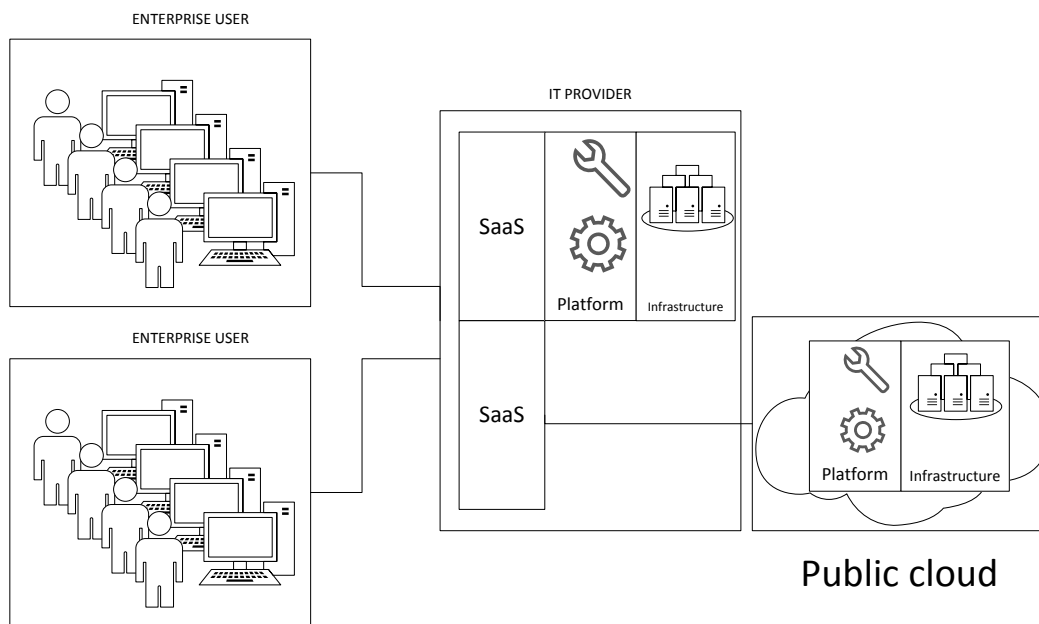 ENTERPRISE USER
IT PROVIDER
SaaS
Platform
Infrastructure
ENTERPRISE USER
SaaS
Platform
Infrastructure
Public cloud